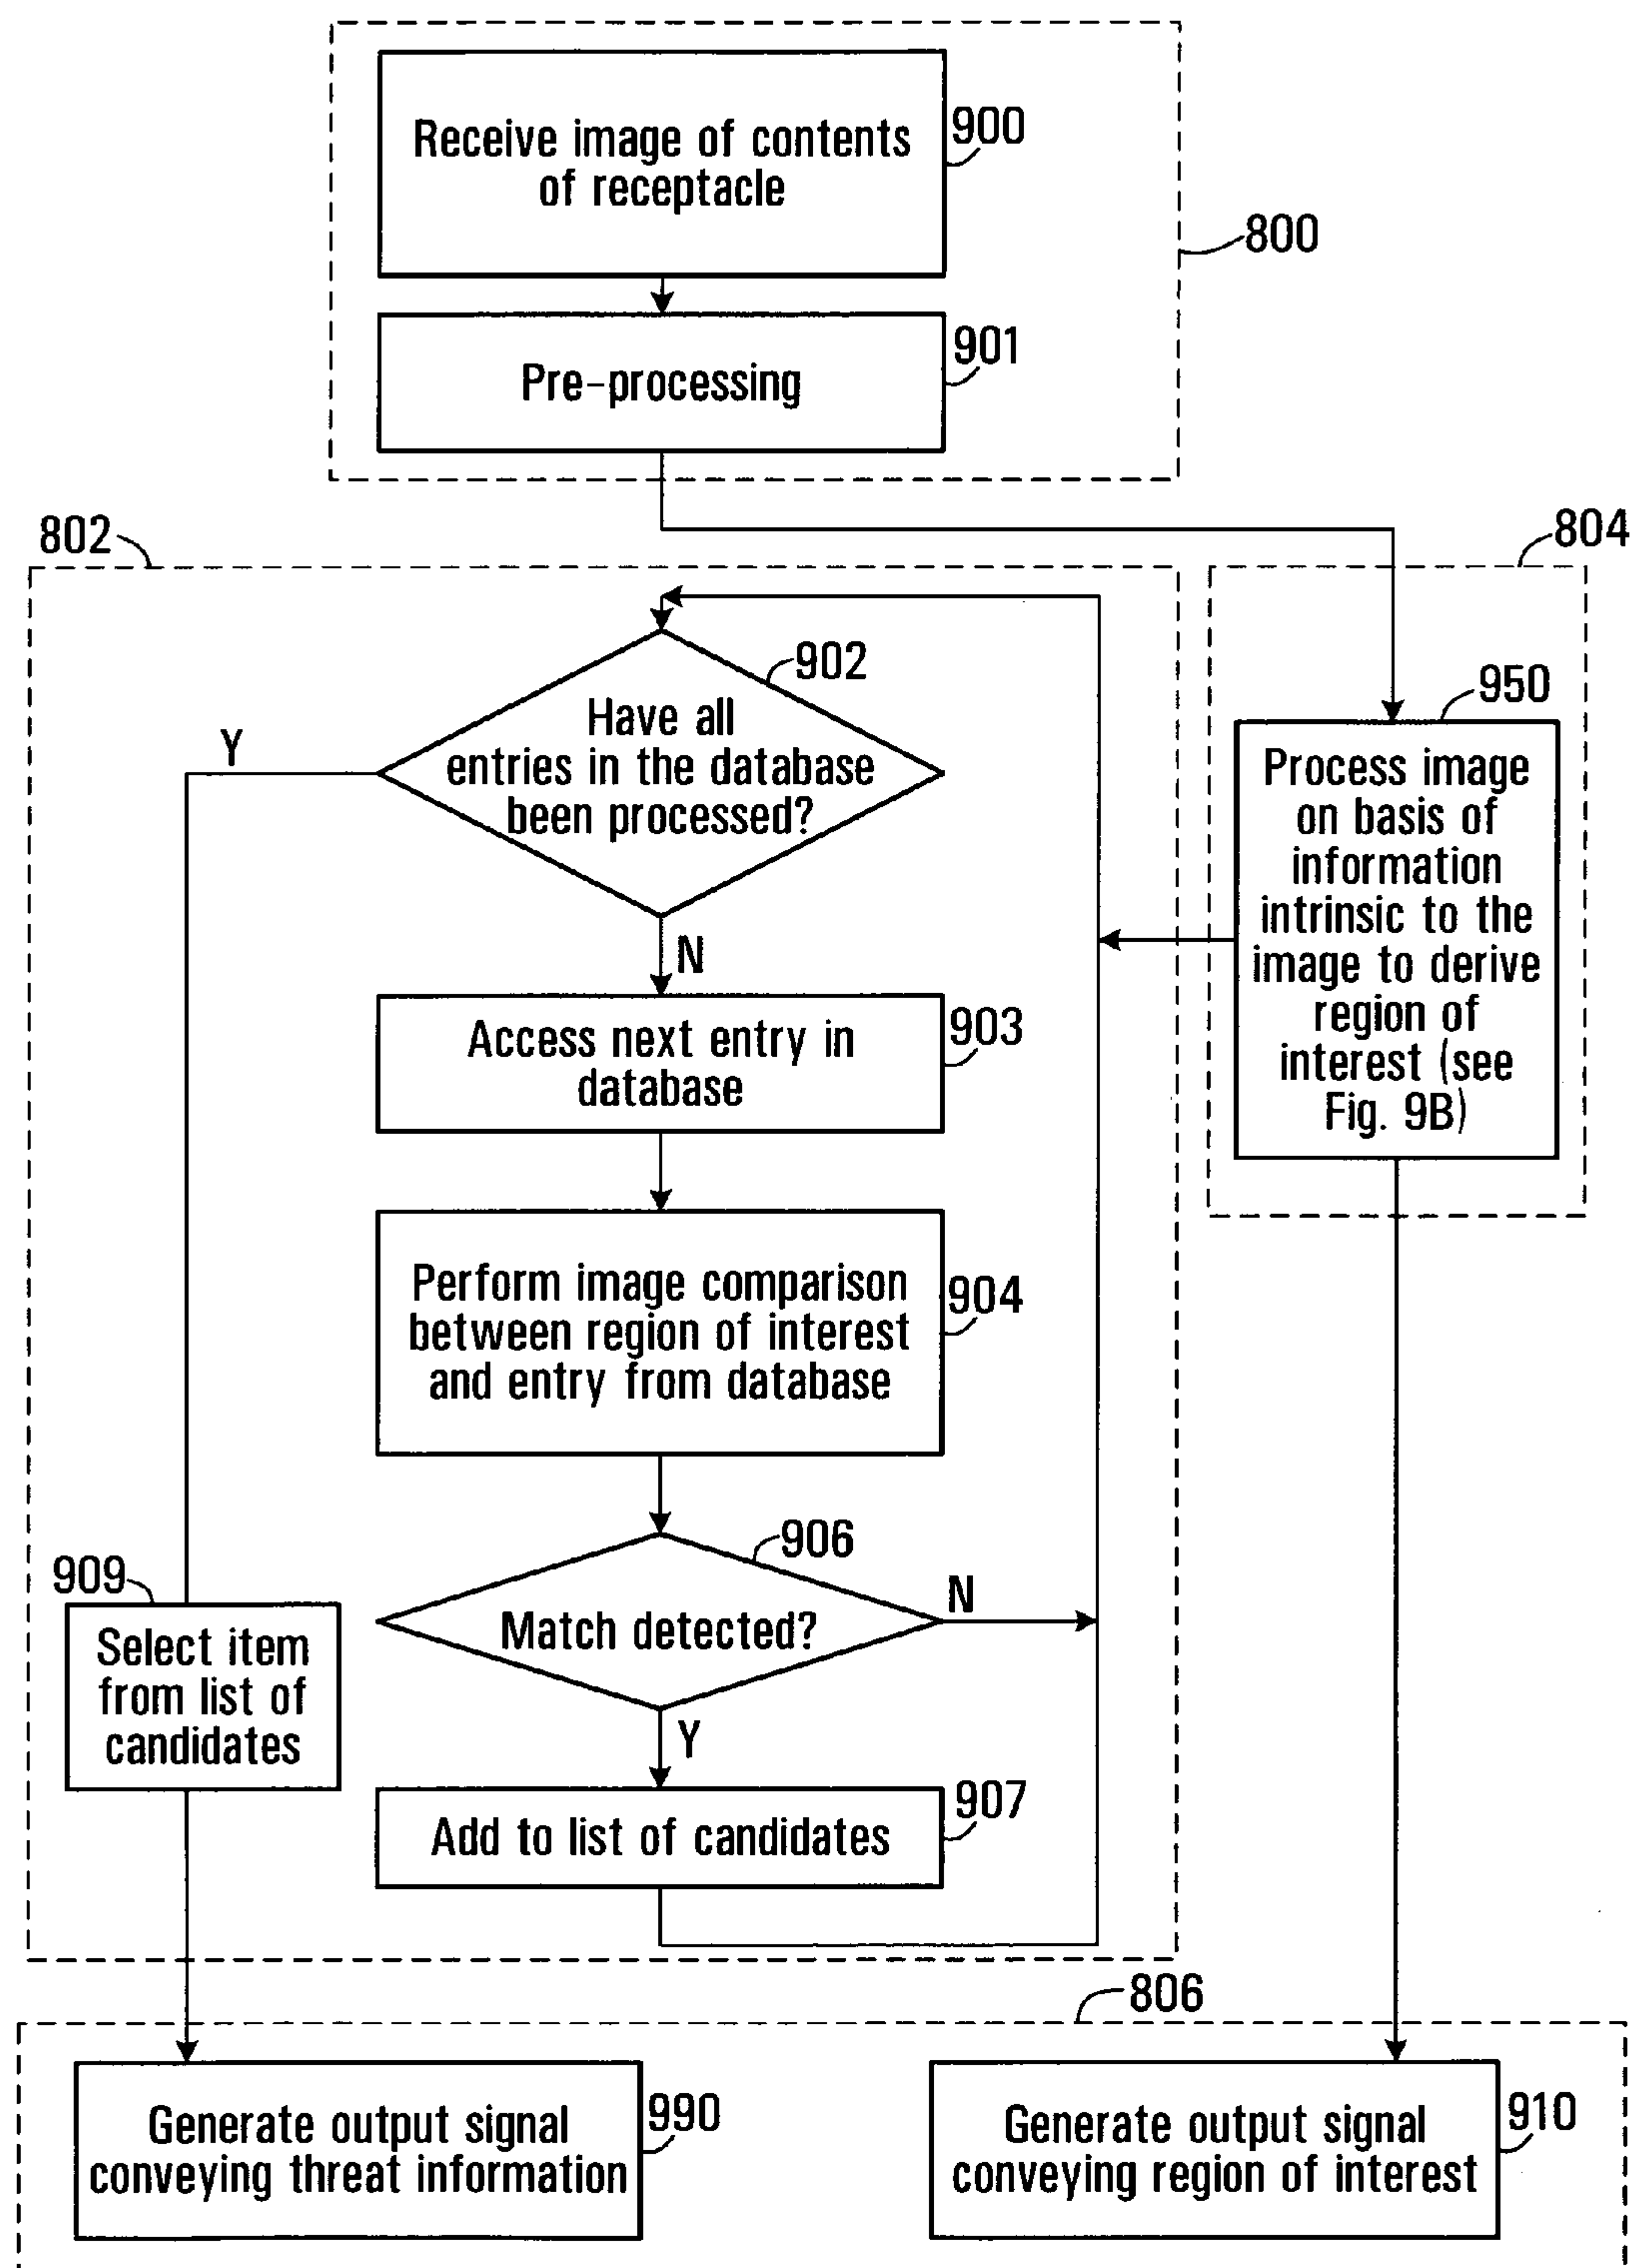 Receive image of contents
of receptacle
900
800
Pre-processing
901
802
804
902
Have all
entries in the database
been processed?
Y
N
950
Process image
on basis of
information
intrinsic to the
image to derive
region of
interest (see
Fig. 9B)
Access next entry in
database
903
Perform image comparison
between region of interest
and entry from database
904
906
Match detected?
N
Y
909
Select item
from list of
candidates
Add to list of candidates
907
806
Generate output signal
conveying threat information
990
Generate output signal
conveying region of interest
910